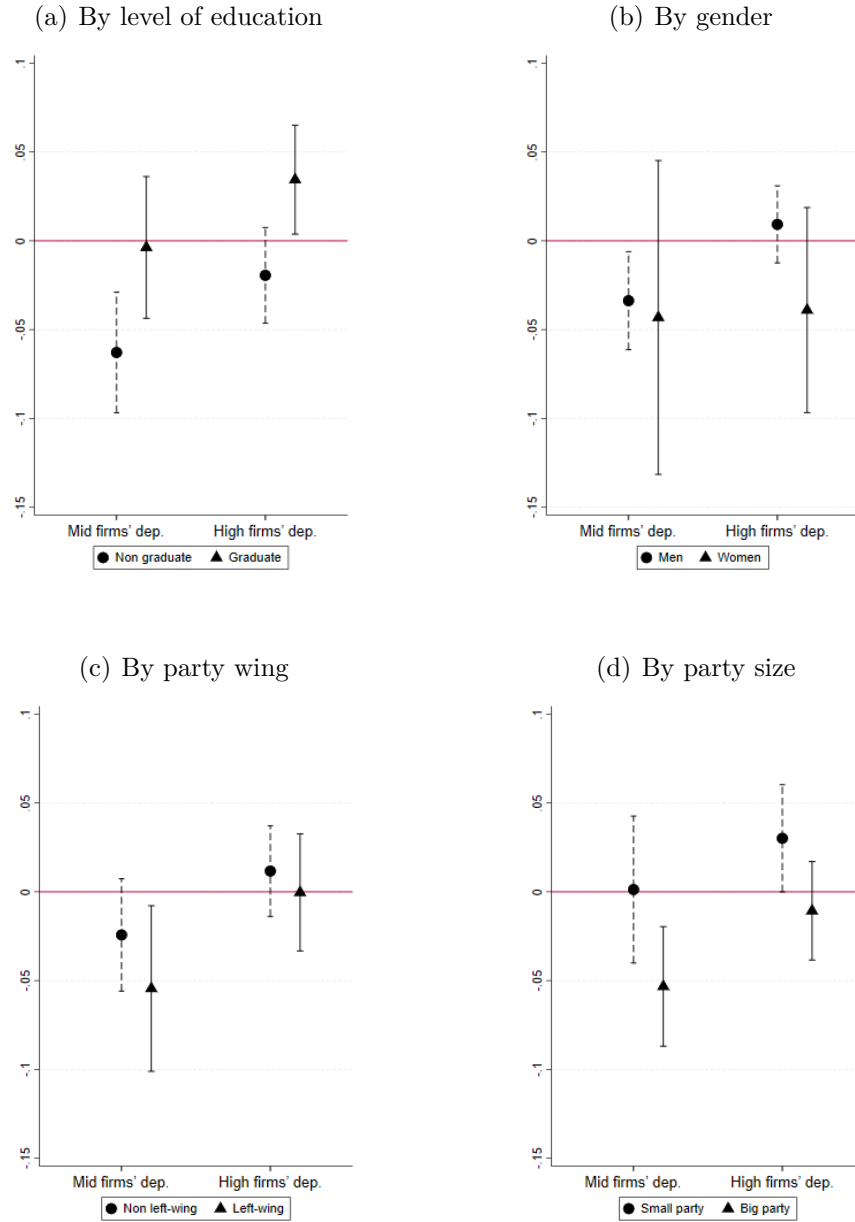 (a) By level of education
.1
.05
0
-.05
-.1
-.15
Mid firms' dep. High firms' dep.
Non graduate Graduate
(b) By gender
.1
.05
0
-.05
-.1
-.15
Mid firms' dep. High firms' dep.
Men Women
(c) By party wing
.1
.05
0
-.05
-.1
-.15
Mid firms' dep. High firms' dep.
Non left-wing Left-wing
(d) By party size
.1
.05
0
-.05
-.1
-.15
Mid firms' dep. High firms' dep.
Small party Big party